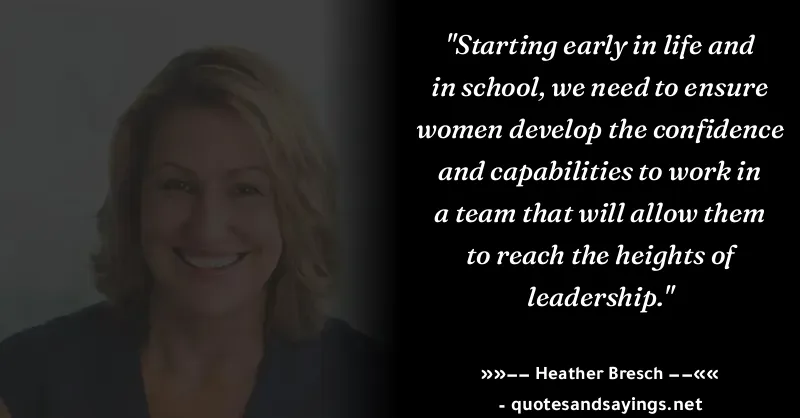 "Starting early in life and
in school, we need to ensure
women develop the confidence
and capabilities to work in
a team that will allow them
to reach the heights of
leadership."
»»–– Heather Bresch ––««
- quotesandsayings.net